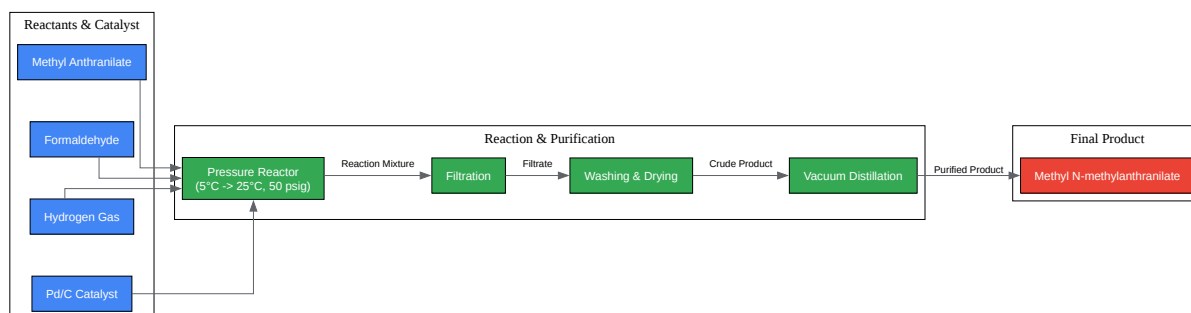 Reactants & Catalyst
Methyl Anthranilate
Formaldehyde
Hydrogen Gas
Pd/C Catalyst
Reaction & Purification
Pressure Reactor
(5°C -> 25°C, 50 psig)
Reaction Mixture
Filtration
Filtrate
Washing & Drying
Crude Product
Vacuum Distillation
Purified Product
Final Product
Methyl N-methylanthranilate